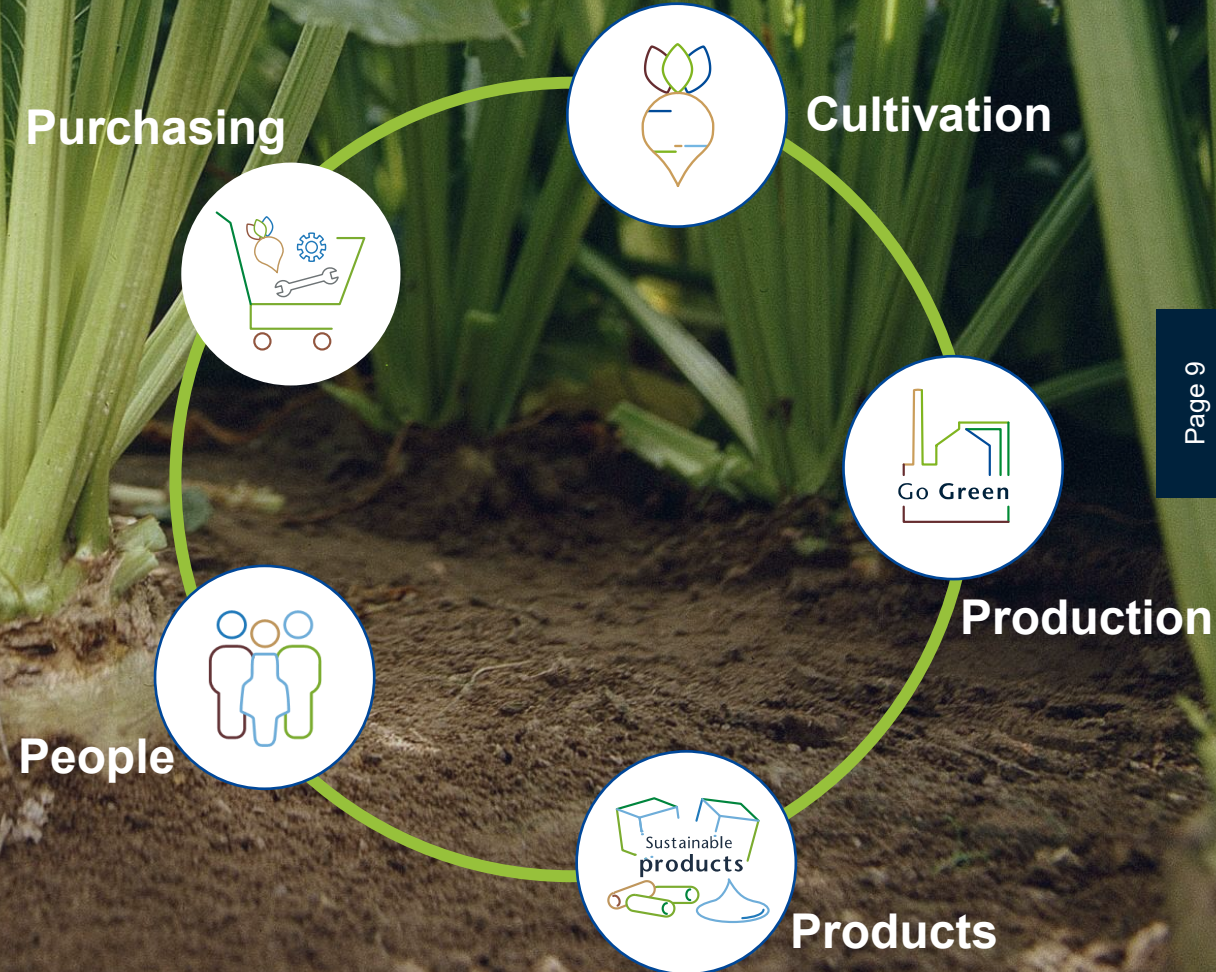 Purchasing
Cultivation
Page 9
Go Green
Production
People
Sustainable
products
Products